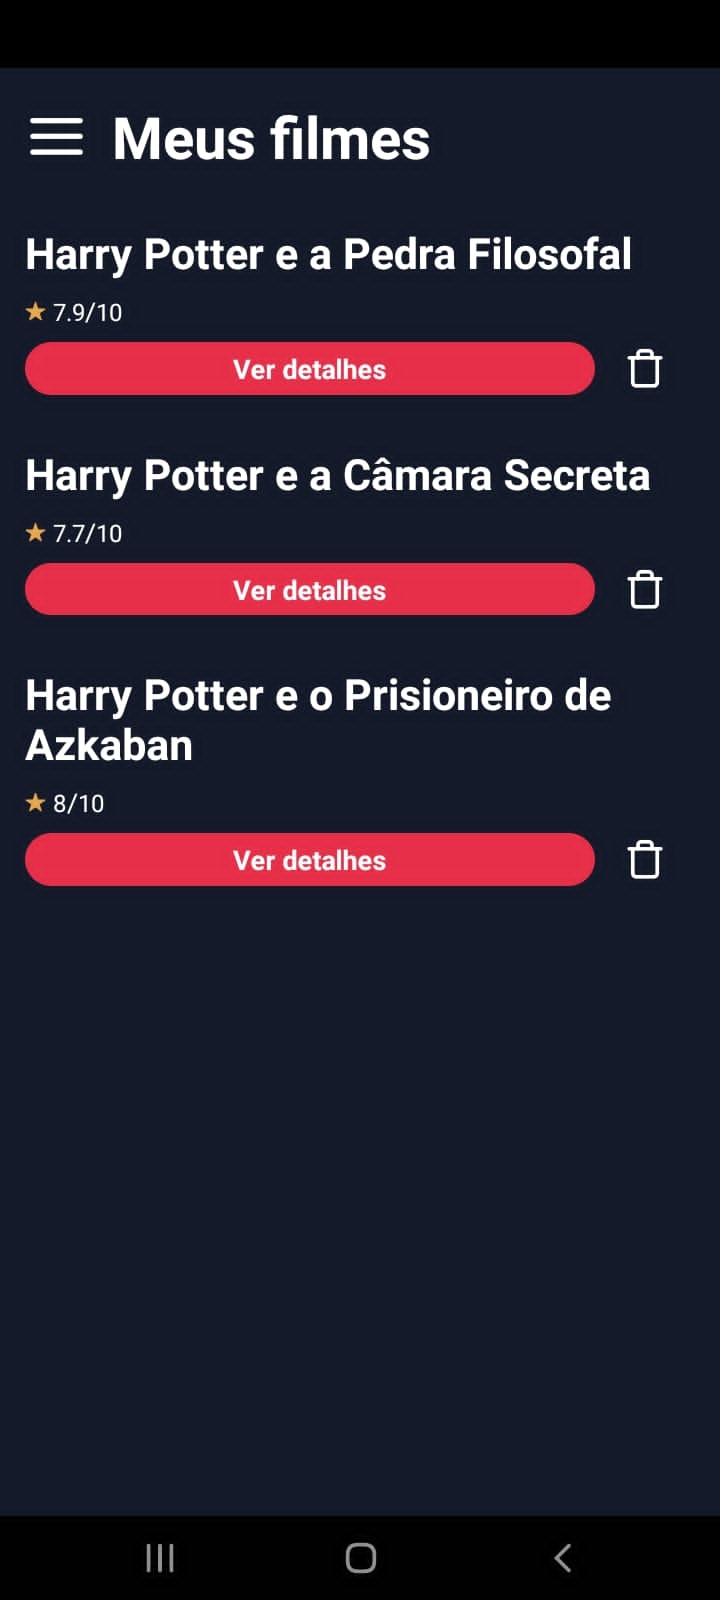 Meus filmes
Harry Potter e a Pedra Filosofal
7.9/10
Ver detalhes
Harry Potter e a Câmara Secreta
7.7/10
Ver detalhes
Harry Potter e o Prisioneiro de
Azkaban
8/10
Ver detalhes